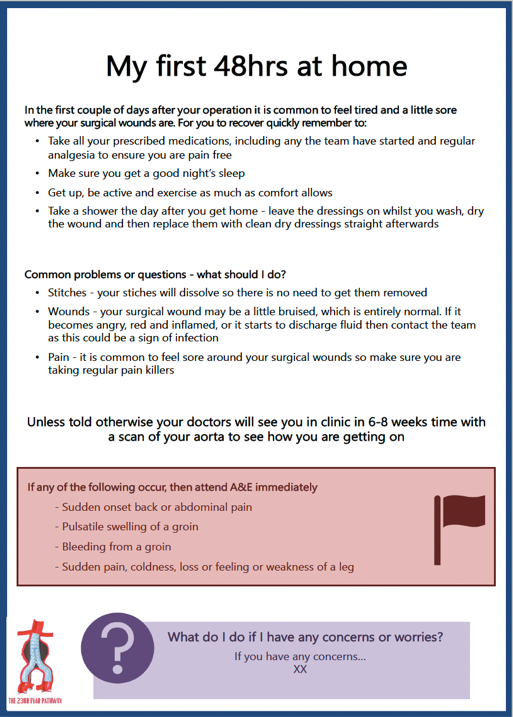 My first 48hrs at home
In the first couple of days after your operation it is common to feel tired and a little sore
where your surgical wounds are. For you to recover quickly remember to:
• Take all your prescribed medications, including any the team have started and regular
analgesia to ensure you are pain free
• Make sure you get a good night's sleep
• Get up, be active and exercise as much as comfort allows
• Take a shower the day after you get home - leave the dressings on whilst you wash, dry
the wound and then replace them with clean dry dressings straight afterwards
Common problems or questions - what should I do?
• Stitches - your stiches will dissolve so there is no need to get them removed
• Wounds - your surgical wound may be a little bruised, which is entirely normal. If it
becomes angry, red and inflamed, or it starts to discharge fluid then contact the team
as this could be a sign of infection
• Pain - it is common to feel sore around your surgical wounds so make sure you are
taking regular pain killers
Unless told otherwise your doctors will see you in clinic in 6-8 weeks time with
a scan of your aorta to see how you are getting on
If any of the following occur, then attend A&E immediately
- Sudden onset back or abdominal pain
- Pulsatile swelling of a groin
- Bleeding from a groin
- Sudden pain, coldness, loss or feeling or weakness of a leg
?
What do I do if I have any concerns or worries?
If you have any concerns...
XX
THE 23HR EVAR PATHWAY